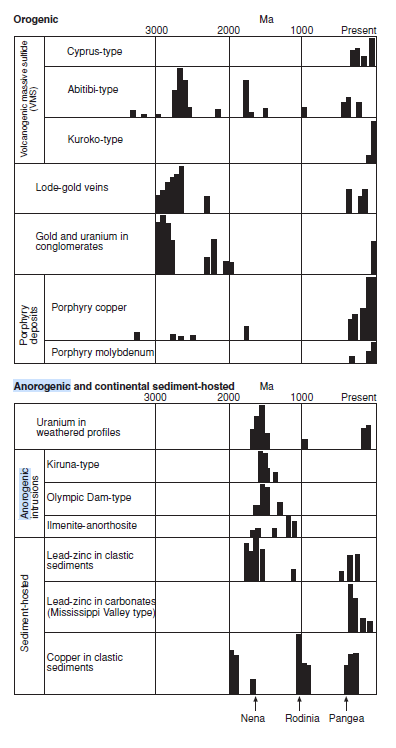 Orogenic
Ma
3000 2000 1000 Present
Volcanogenic massive sulfide
(VMS)
Cyprus-type
Abitibi-type
Kuroko-type
Lode-gold veins
Gold and uranium in
conglomerates
Porphyry
deposits
Porphyry copper
Porphyry molybdenum
Anorogenic and continental sediment-hosted
Ma
3000 2000 1000 Present
Uranium in
weathered profiles
Anorogenic
intrusions
Kiruna-type
Olympic Dam-type
Ilmenite-anorthosite
Sediment-hosted
Lead-zinc in clastic
sediments
Lead-zinc in carbonates
(Mississippi Valley type)
Copper in clastic
sediments
Nena Rodinia Pangea